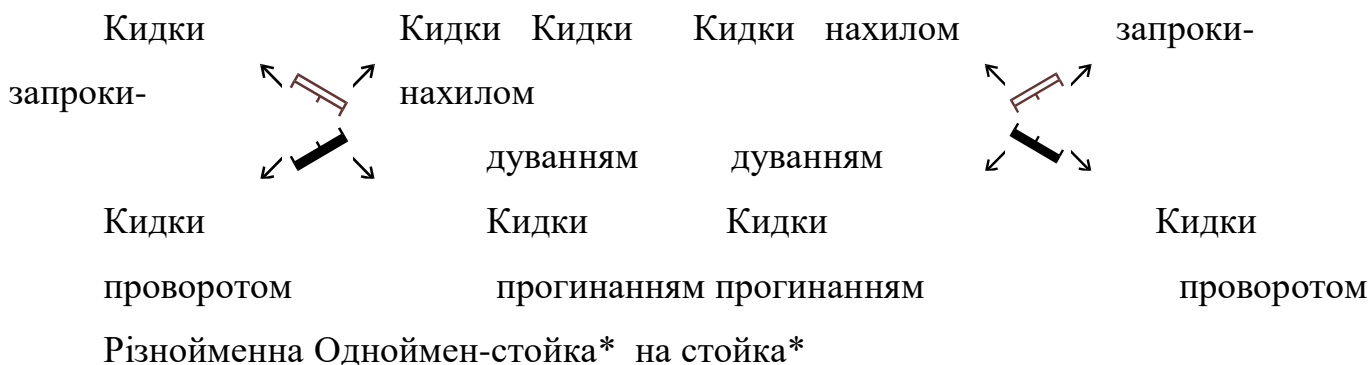 Кидки Кидки Кидки Кидки нахилом запроки-
запроки- нахилом
дуванням дуванням
Кидки Кидки Кидки Кидки
проворотом прогинанням прогинанням проворотом
Різнойменна Одноймен-стойка* на стойка*